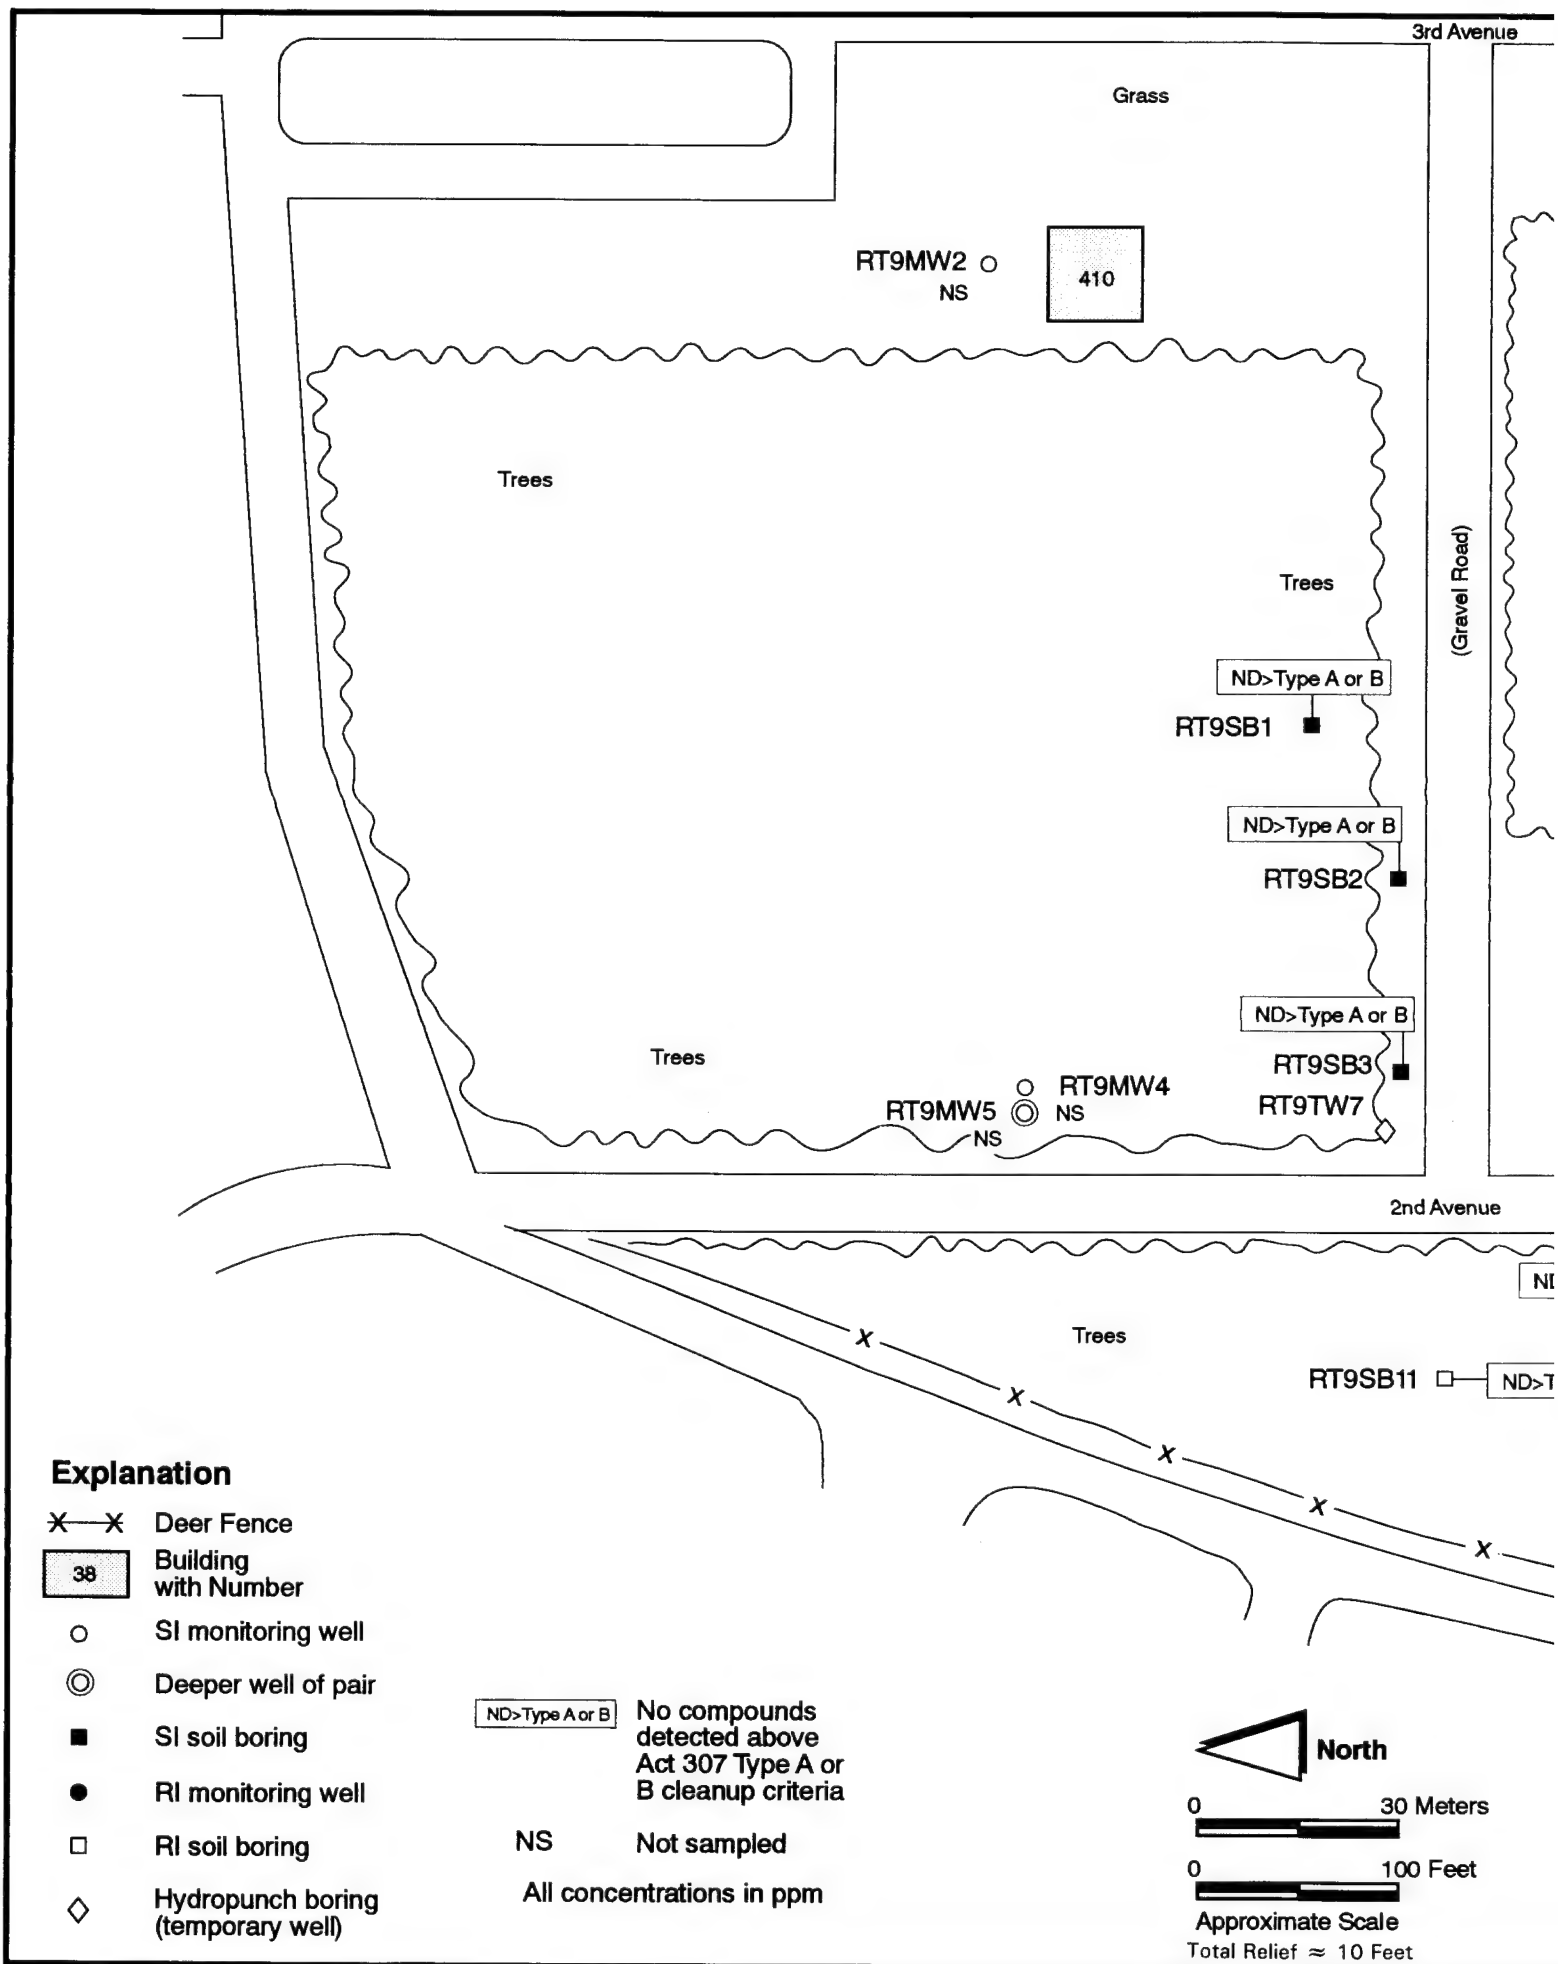 3rd Avenue
Grass
RT9MW2
NS
410
Trees
Trees
(Gravel Road)
ND>Type A or B
RT9SB1
ND>Type A or B
RT9SB2
ND>Type A or B
RT9SB3
Trees
RT9MW4
RT9TW7
RT9MW5
NS
NS
2nd Avenue
ND
Trees
RT9SB11
ND>T
X
X
X
X
X
Explanation
X X Deer Fence
38
Building
with Number
SI monitoring well
Deeper well of pair
SI soil boring
RI monitoring well
RI soil boring
Hydropunch boring
(temporary well)
ND>Type A or B
No compounds
detected above
Act 307 Type A or
B cleanup criteria
NS Not sampled
All concentrations in ppm
North
0 30 Meters
0 100 Feet
Approximate Scale
Total Relief ≈ 10 Feet